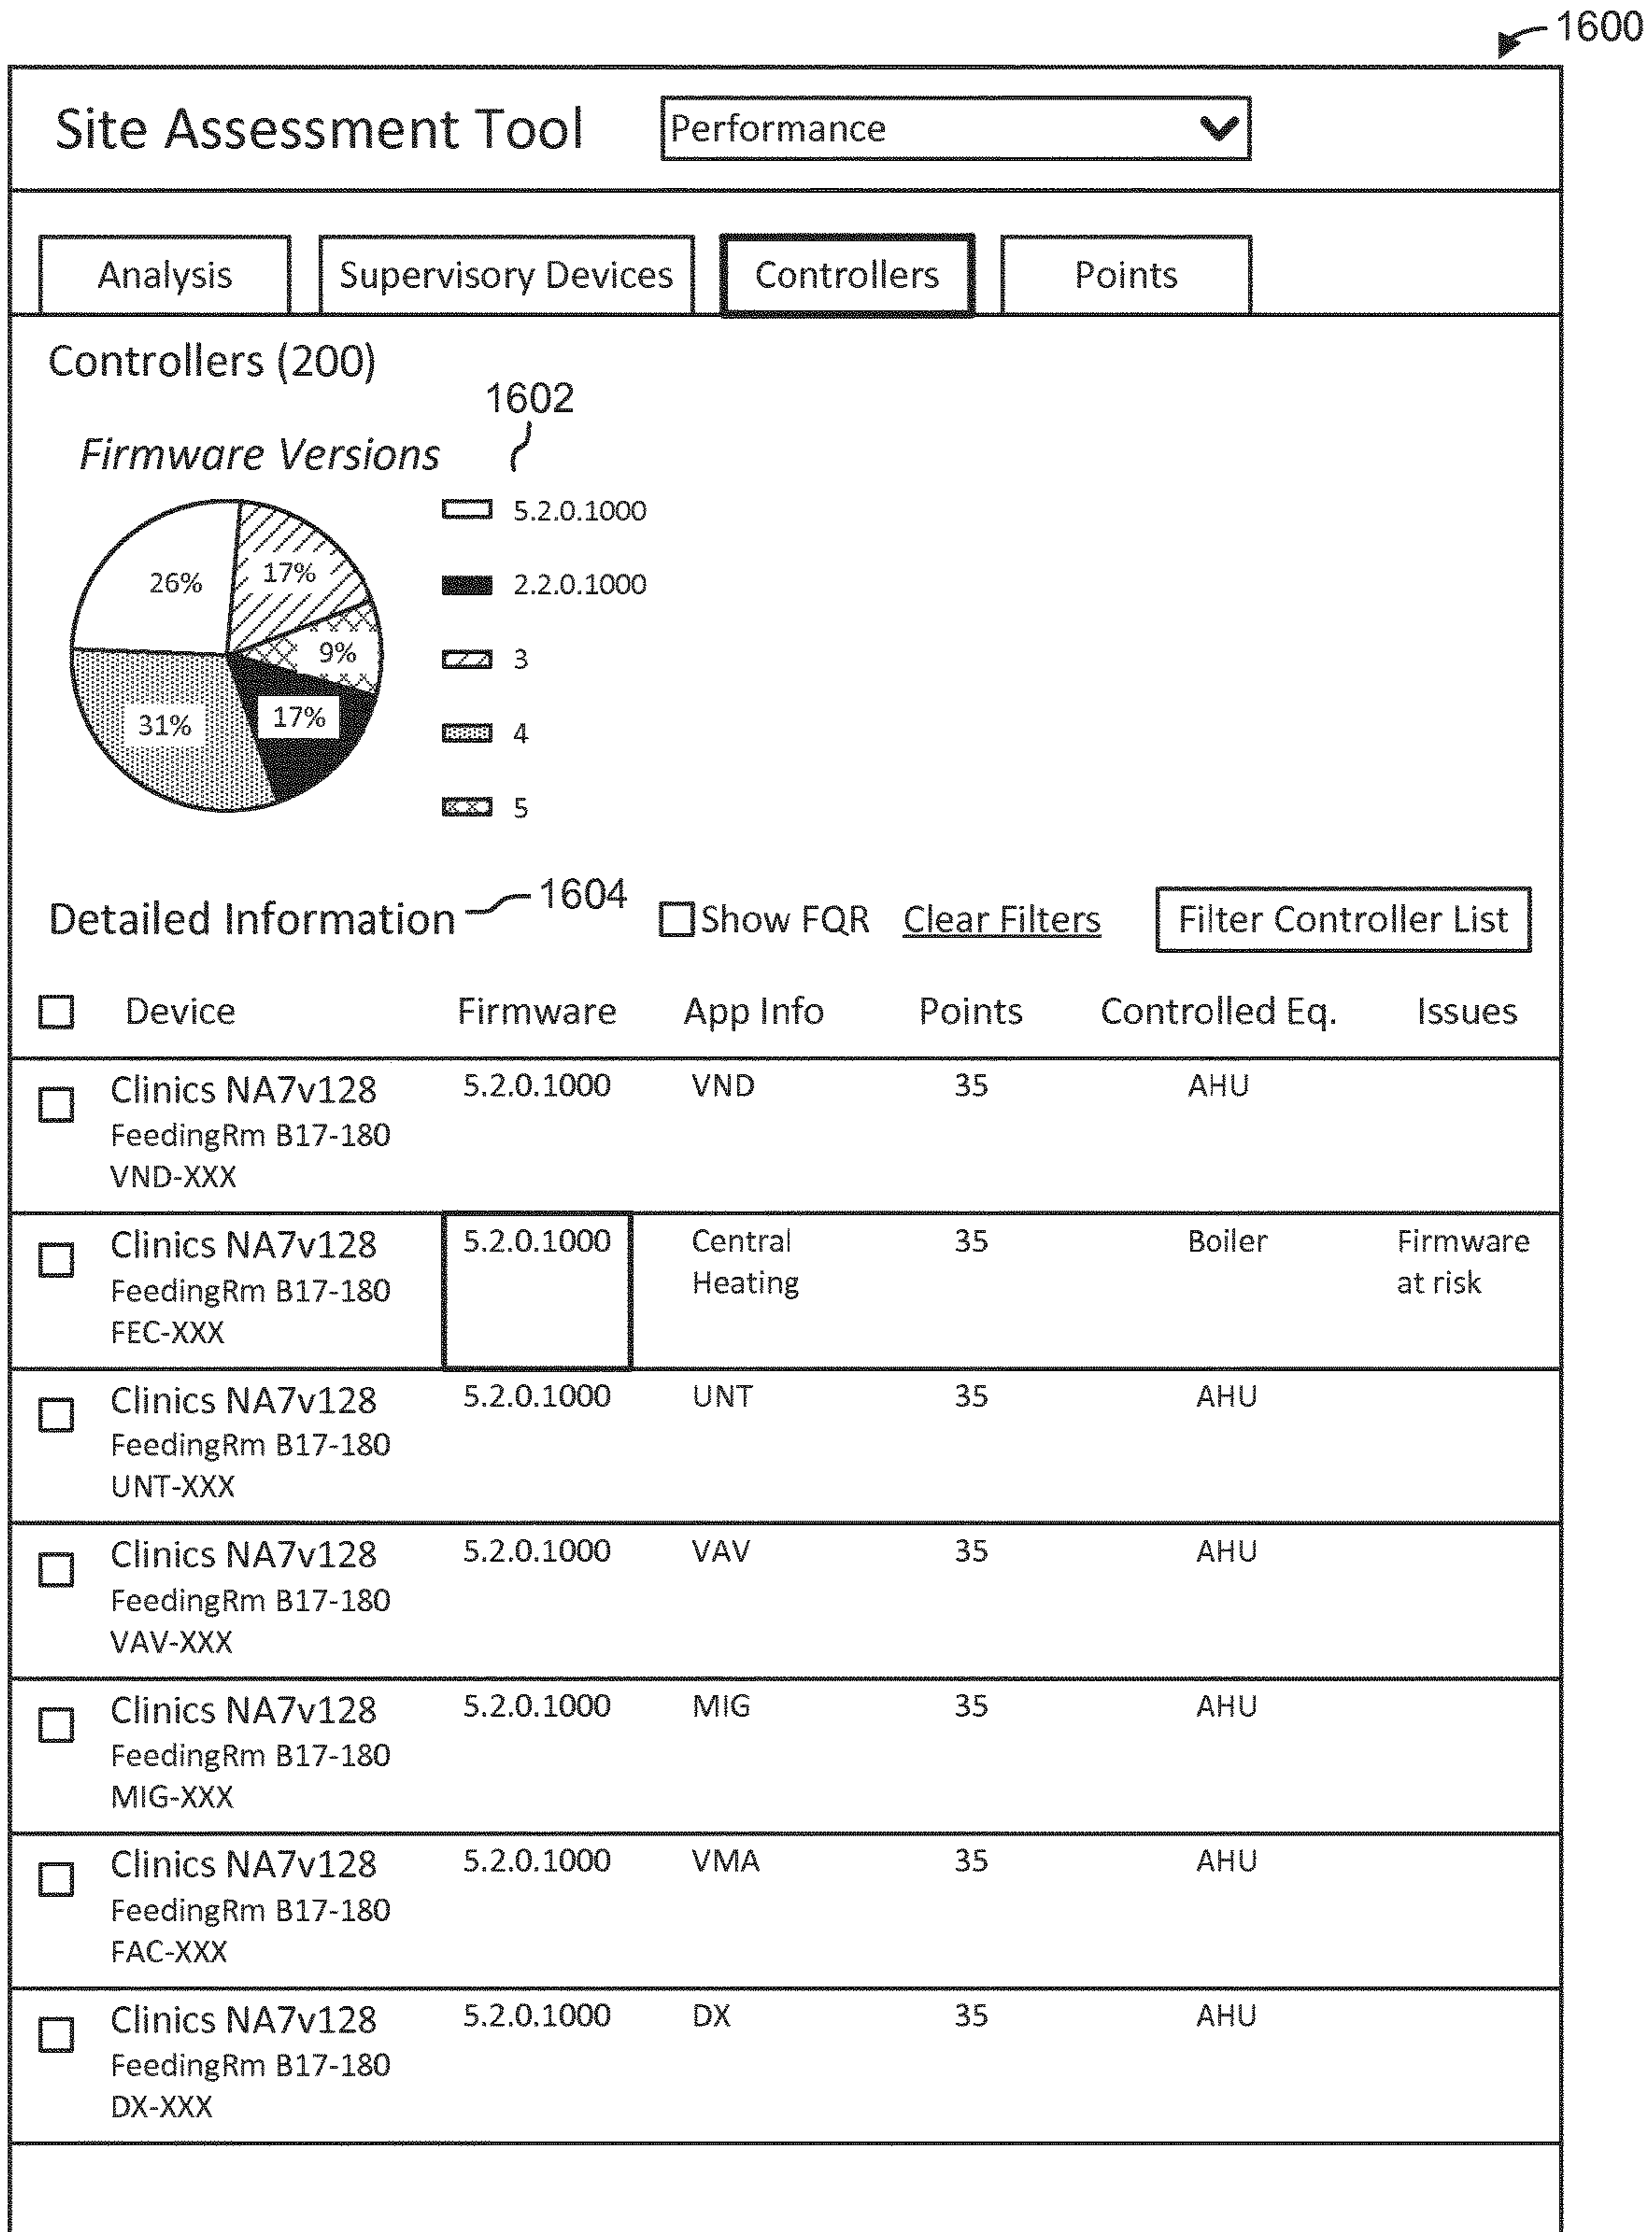 1600
Site Assessment Tool Performance
Analysis Supervisory Devices Controllers Points
Controllers (200)
1602
Firmware Versions
5.2.0.1000
2.2.0.1000
3
4
5
26%
17%
9%
17%
31%
Detailed Information 1604 Show FQR Clear Filters Filter Controller List
Device Firmware App Info Points Controlled Eq. Issues
Clinics NA7v128 5.2.0.1000 VND 35 AHU
FeedingRm B17-180
VND-XXX
Clinics NA7v128 5.2.0.1000 Central 35 Boiler Firmware
FeedingRm B17-180 Heating at risk
FEC-XXX
Clinics NA7v128 5.2.0.1000 UNT 35 AHU
FeedingRm B17-180
UNT-XXX
Clinics NA7v128 5.2.0.1000 VAV 35 AHU
FeedingRm B17-180
VAV-XXX
Clinics NA7v128 5.2.0.1000 MIG 35 AHU
FeedingRm B17-180
MIG-XXX
Clinics NA7v128 5.2.0.1000 VMA 35 AHU
FeedingRm B17-180
FAC-XXX
Clinics NA7v128 5.2.0.1000 DX 35 AHU
FeedingRm B17-180
DX-XXX